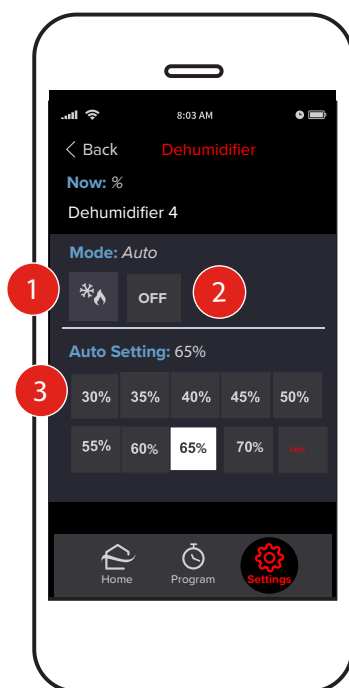 8:03 AM
Back Dehumidifier
Now: %
Dehumidifier 4
Mode: Auto
1 OFF 2
Auto Setting: 65%
3 30% 35% 40% 45% 50%
55% 60% 65% 70%
Home Program Settings